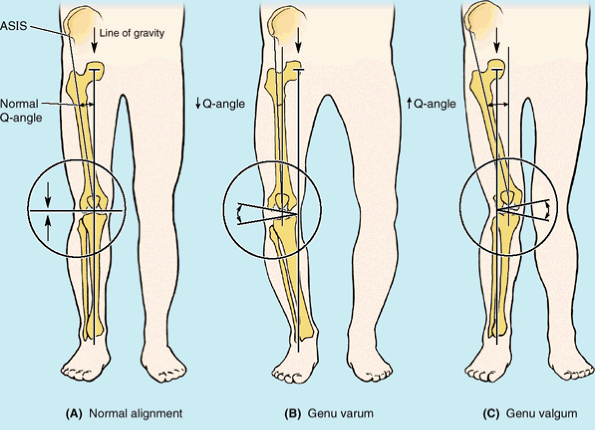 ASIS
Line of gravity
Normal
Q-angle
↓Q-angle
↑Q-angle
(A) Normal alignment
(B) Genu varum
(C) Genu valgum